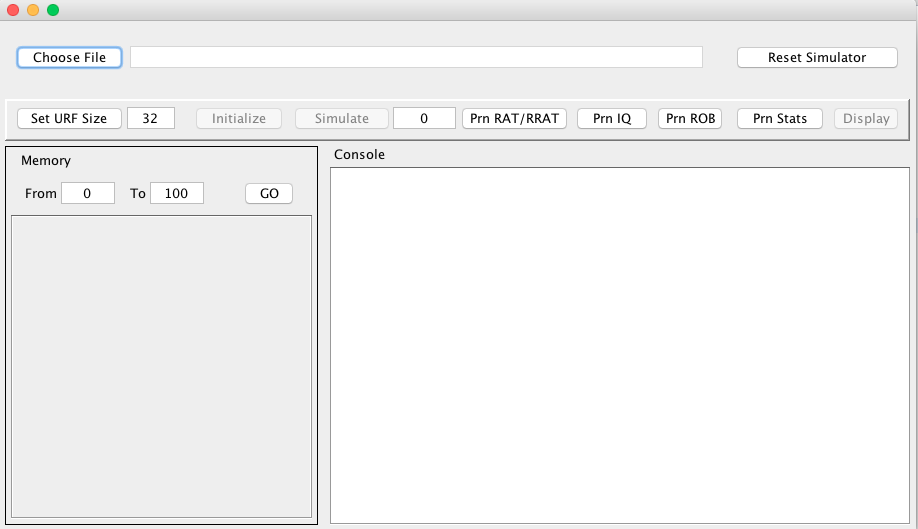 Choose File Reset Simulator
Set URF Size 32 Initialize Simulate 0 Prn RAT/RRAT Prn IQ Prn ROB Prn Stats Display
Memory
From 0 To 100 GO
Console